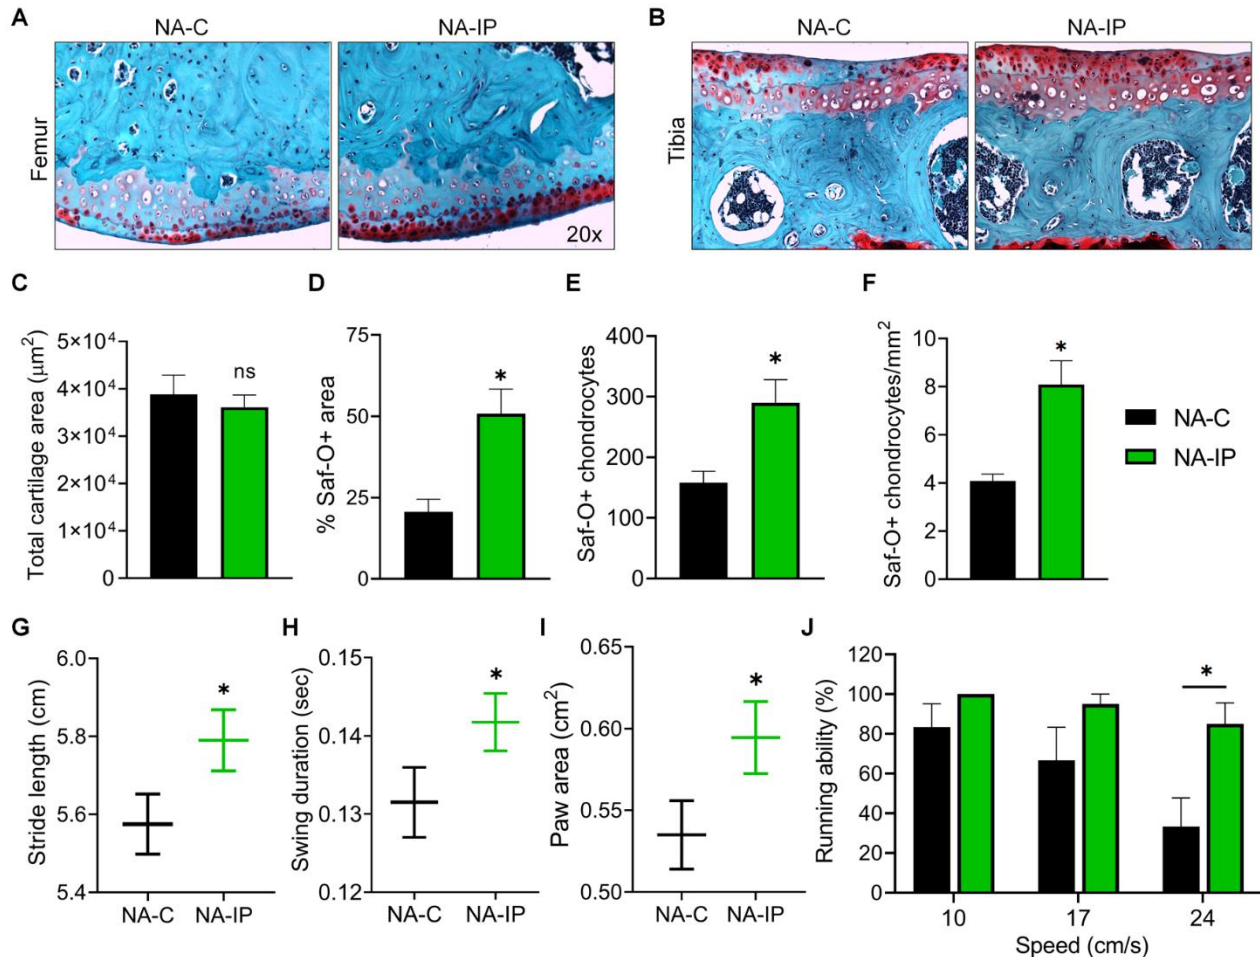 A
NA-C
NA-IP
Femur
20x
B
NA-C
NA-IP
Tibia
C
Total cartilage area (μm²)
5×10⁴
4×10⁴
3×10⁴
2×10⁴
1×10⁴
0
ns
D
% Saf-O+ area
75
50
25
0
*
E
Saf-O+ chondrocytes
400
300
200
100
0
*
F
Saf-O+ chondrocytes/mm²
10
8
6
4
2
0
*
NA-C
NA-IP
G
Stride length (cm)
6.0
5.8
5.6
5.4
*
NA-C NA-IP
H
Swing duration (sec)
0.15
0.14
0.13
0.12
*
NA-C NA-IP
I
Paw area (cm²)
0.65
0.60
0.55
0.50
*
NA-C NA-IP
J
Running ability (%)
120
100
80
60
40
20
0
*
10 17 24
Speed (cm/s)